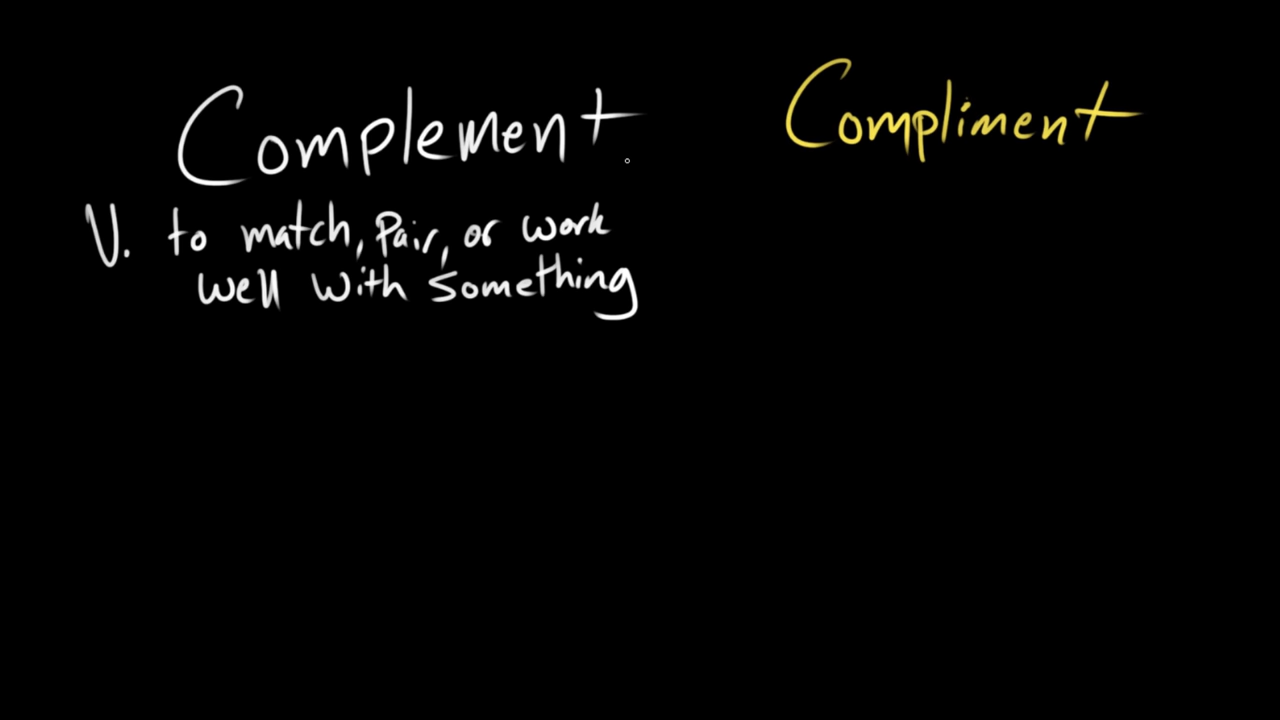 Complement
Compliment
V. to match, pair, or work
well with something